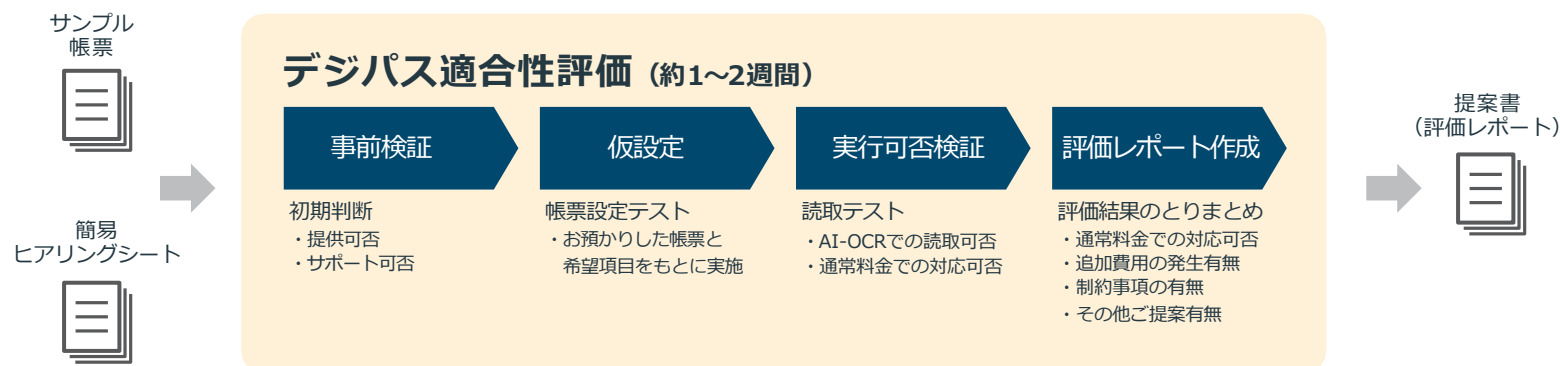 サンプル
帳票
簡易
ヒアリングシート
デジパス適合性評価（約1～2週間）
事前検証
初期判断
・提供可否
・サポート可否
仮設定
帳票設定テスト
・お預かりした帳票と
希望項目をもとに実施
実行可否検証
読取テスト
・AI-OCRでの読取可否
・通常料金での対応可否
評価レポート作成
評価結果のとりまとめ
・通常料金での対応可否
・追加費用の発生有無
・制約事項の有無
・その他ご提案有無
提案書
（評価レポート）